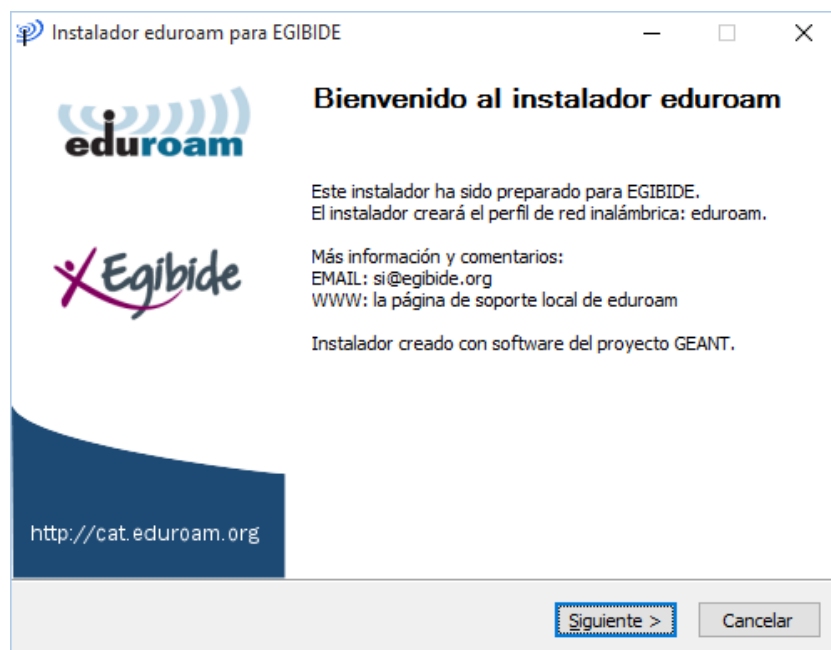 Instalador eduroam para EGIBIDE
eduroam
Bienvenido al instalador eduroam
Este instalador ha sido preparado para EGIBIDE.
El instalador creará el perfil de red inalámbrica: eduroam.
Más información y comentarios:
EMAIL: si@egibide.org
WWW: la página de soporte local de eduroam
Instalador creado con software del proyecto GEANT.
Egibide
http://cat.eduroam.org
Siguiente >
Cancelar